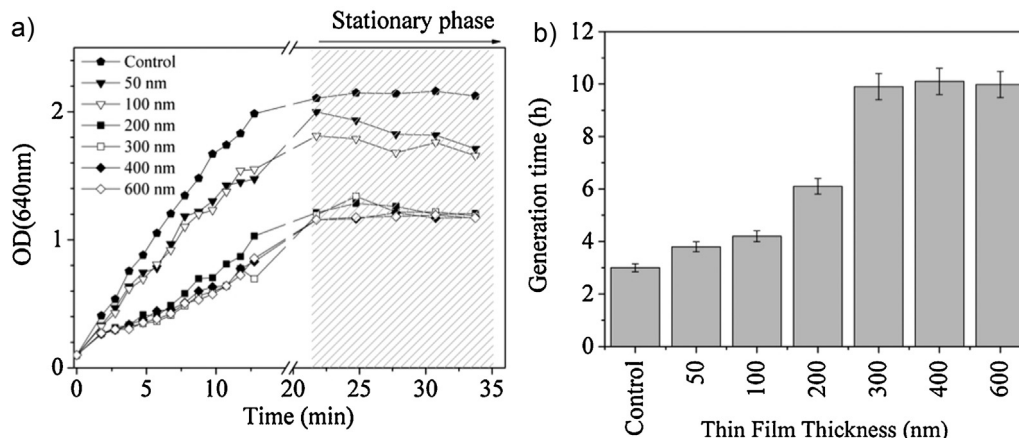 a)
Stationary phase
Control
50 nm
100 nm
200 nm
300 nm
400 nm
600 nm
OD(640nm)
2
1
0
0 5 10 15 20 25 30 35
Time (min)
b)
Generation time (h)
12
10
8
6
4
2
0
Control 50 100 200 300 400 600
Thin Film Thickness (nm)